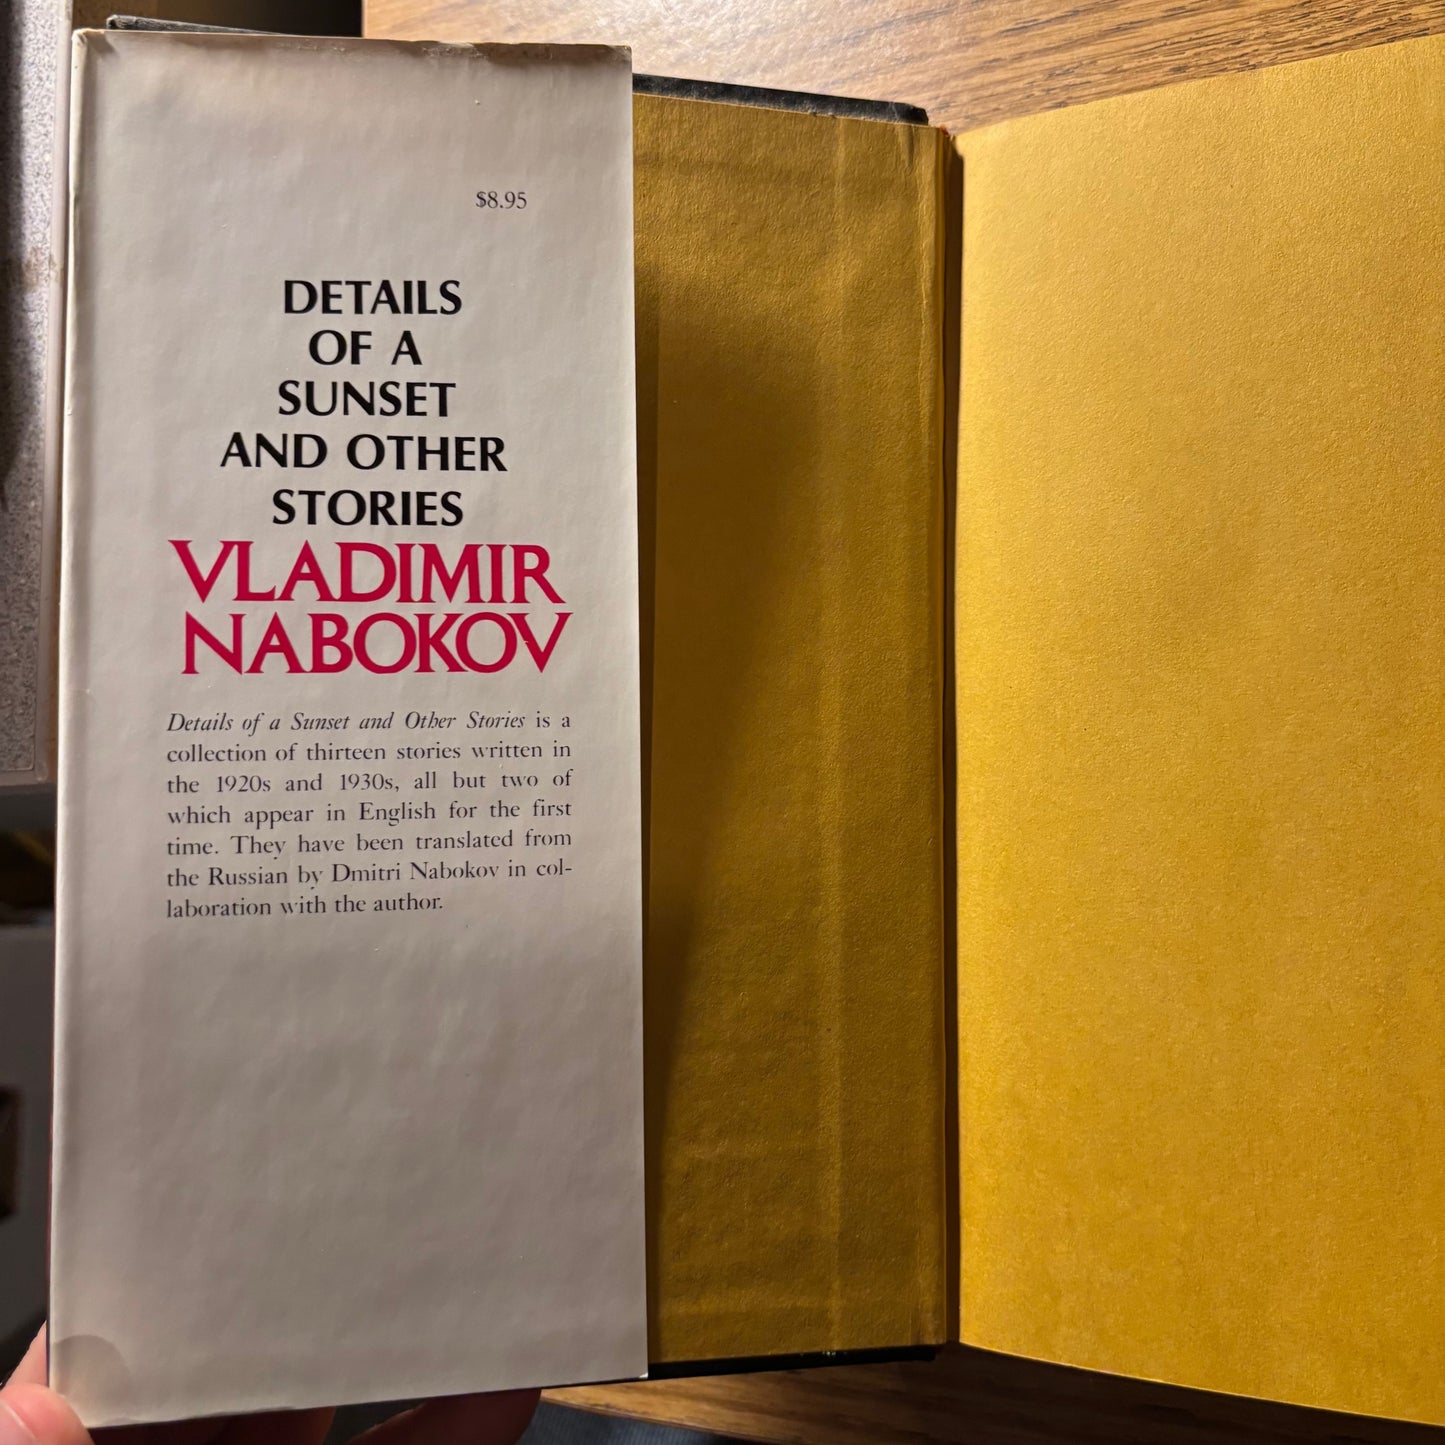 $8.95
DETAILS
OF A
SUNSET
AND OTHER
STORIES
VLADIMIR
NABOKOV
Details of a Sunset and Other Stories is a
collection of thirteen stories written in
the 1920s and 1930s, all but two of
which appear in English for the first
time. They have been translated from
the Russian by Dmitri Nabokov in col-
laboration with the author.